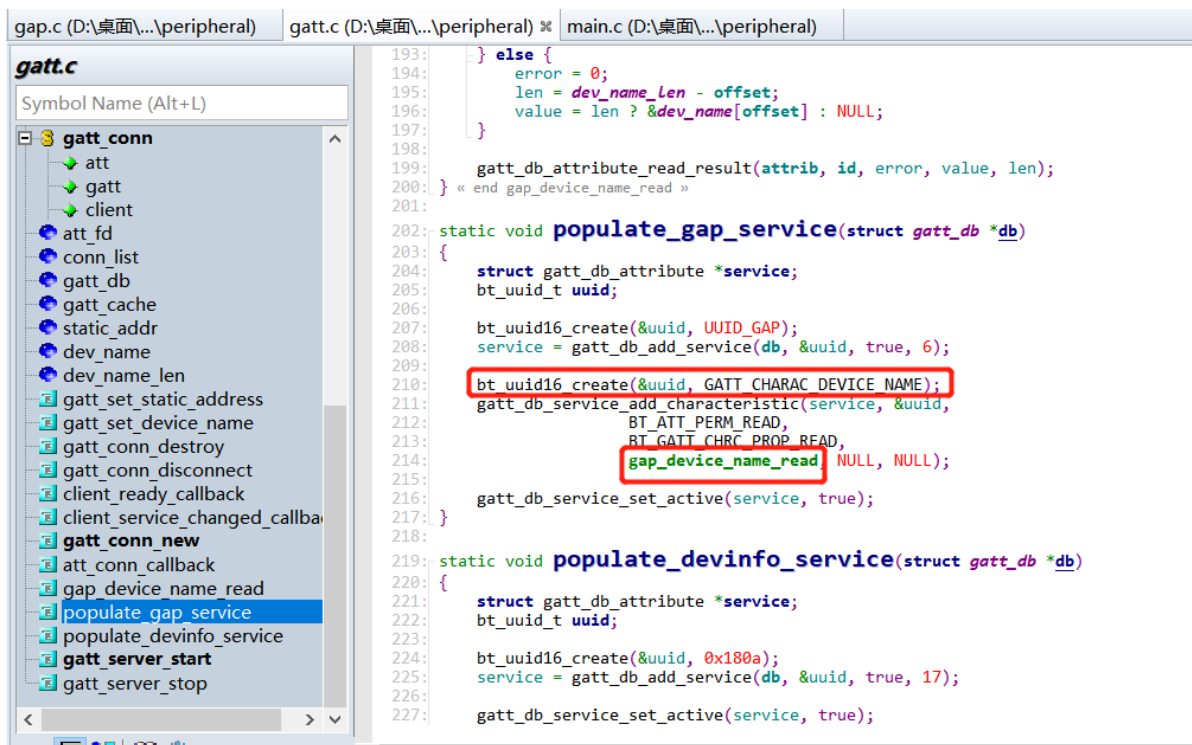 gap.c (D:\桌面\...\peripheral) gatt.c (D:\桌面\...\peripheral) main.c (D:\桌面\...\peripheral)
gatt.c
Symbol Name (Alt+L)
gatt_conn
att
gatt
client
att_fd
conn_list
gatt_db
gatt_cache
static_addr
dev_name
dev_name_len
gatt_set_static_address
gatt_set_device_name
gatt_conn_destroy
gatt_conn_disconnect
client_ready_callback
client_service_changed_callba
gatt_conn_new
att_conn_callback
gap_device_name_read
populate_gap_service
populate_devinfo_service
gatt_server_start
gatt_server_stop
193: } else {
194: error = 0;
195: len = dev_name_len - offset;
196: value = len ? &dev_name[offset] : NULL;
197: }
198:
199: gatt_db_attribute_read_result(attrib, id, error, value, len);
200: } « end gap_device_name_read »
201:
202: static void populate_gap_service(struct gatt_db *db)
203: {
204: struct gatt_db_attribute *service;
205: bt_uuid_t uuid;
206:
207: bt_uuid16_create(&uuid, UUID_GAP);
208: service = gatt_db_add_service(db, &uuid, true, 6);
209:
210: bt_uuid16_create(&uuid, GATT_CHARAC_DEVICE_NAME);
211: gatt_db_service_add_characteristic(service, &uuid,
212: BT_ATT_PERM_READ,
213: BT_GATT_CHRC_PROP_READ,
214: gap_device_name_read, NULL, NULL);
215:
216: gatt_db_service_set_active(service, true);
217: }
218:
219: static void populate_devinfo_service(struct gatt_db *db)
220: {
221: struct gatt_db_attribute *service;
222: bt_uuid_t uuid;
223:
224: bt_uuid16_create(&uuid, 0x180a);
225: service = gatt_db_add_service(db, &uuid, true, 17);
226:
227: gatt_db_service_set_active(service, true);